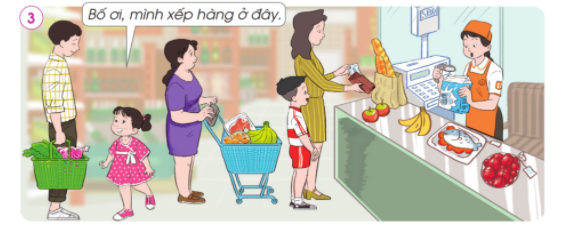 3
Bố ơi, mình xếp hàng ở đây.